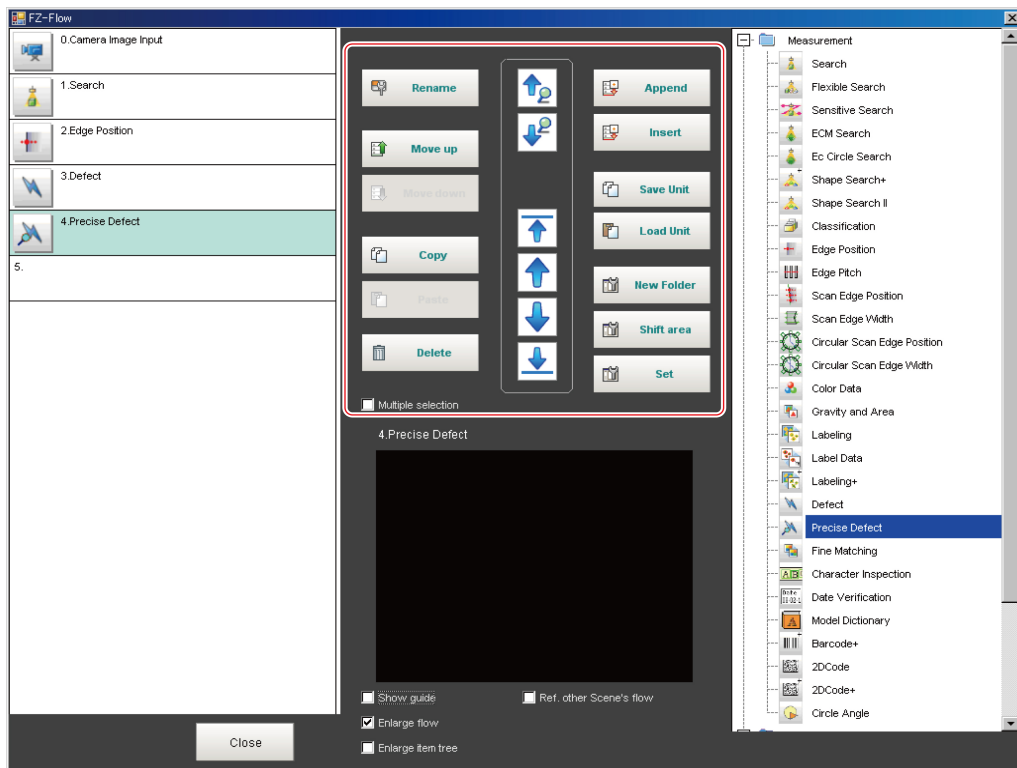 FZ-Flow
0.Camera Image Input
1.Search
2.Edge Position
3.Defect
4.Precise Defect
5.
Rename
Move up
Move down
Copy
Paste
Delete
Multiple selection
Append
Insert
Save Unit
Load Unit
New Folder
Shift area
Set
4.Precise Defect
Show guide
Ref. other Scene's flow
Enlarge flow
Enlarge item tree
Close
Measurement
Search
Flexible Search
Sensitive Search
ECM Search
Ec Circle Search
Shape Search+
Shape Search II
Classification
Edge Position
Edge Pitch
Scan Edge Position
Scan Edge Width
Circular Scan Edge Position
Circular Scan Edge Width
Color Data
Gravity and Area
Labeling
Label Data
Labeling+
Defect
Precise Defect
Fine Matching
Character Inspection
Date Verification
Model Dictionary
Barcode+
2DCode
2DCode+
Circle Angle